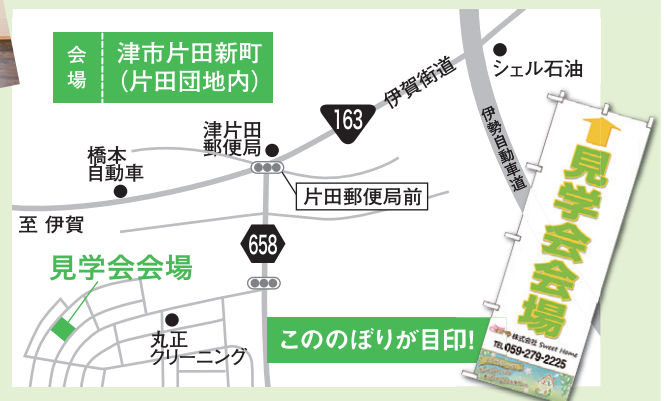 会場
津市片田新町
（片田団地内）
シェル石油
伊賀街道
163
伊勢自動車道
津片田
郵便局
橋本
自動車
片田郵便局前
至 伊賀
658
見学会会場
丸正
クリーニング
こののぼりが目印!
見学会会場
株式会社 Sweet Home
TEL 059-279-2225